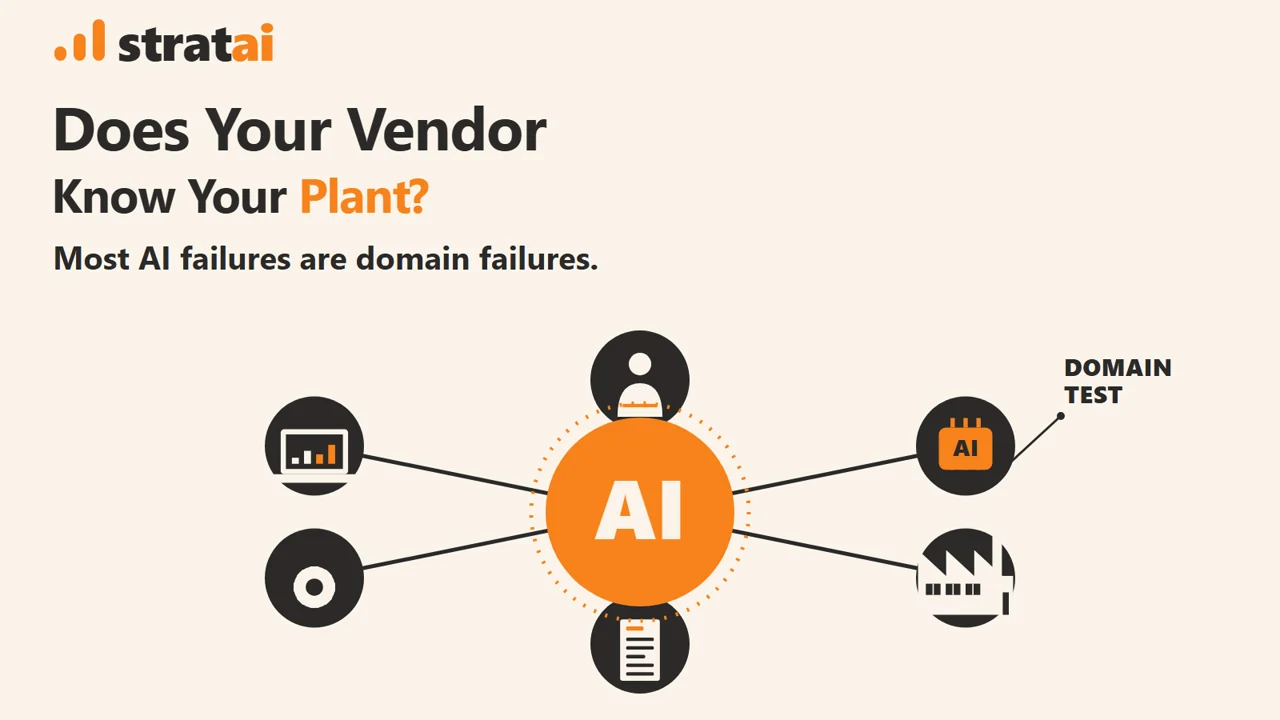 stratai
Does Your Vendor
Know Your Plant?
Most AI failures are domain failures.
DOMAIN
TEST
AI
AI